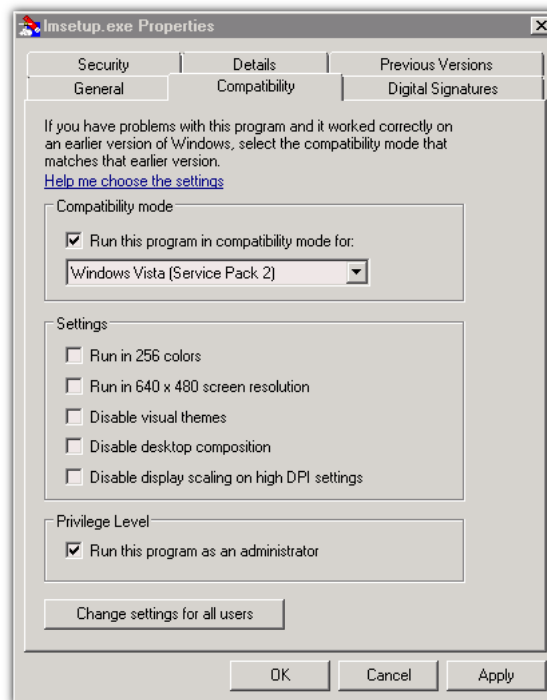 lmsetup.exe Properties
Security Details Previous Versions
General Compatibility Digital Signatures
If you have problems with this program and it worked correctly on
an earlier version of Windows, select the compatibility mode that
matches that earlier version.
Help me choose the settings
Compatibility mode
Run this program in compatibility mode for:
Windows Vista (Service Pack 2)
Settings
Run in 256 colors
Run in 640 x 480 screen resolution
Disable visual themes
Disable desktop composition
Disable display scaling on high DPI settings
Privilege Level
Run this program as an administrator
Change settings for all users
OK Cancel Apply